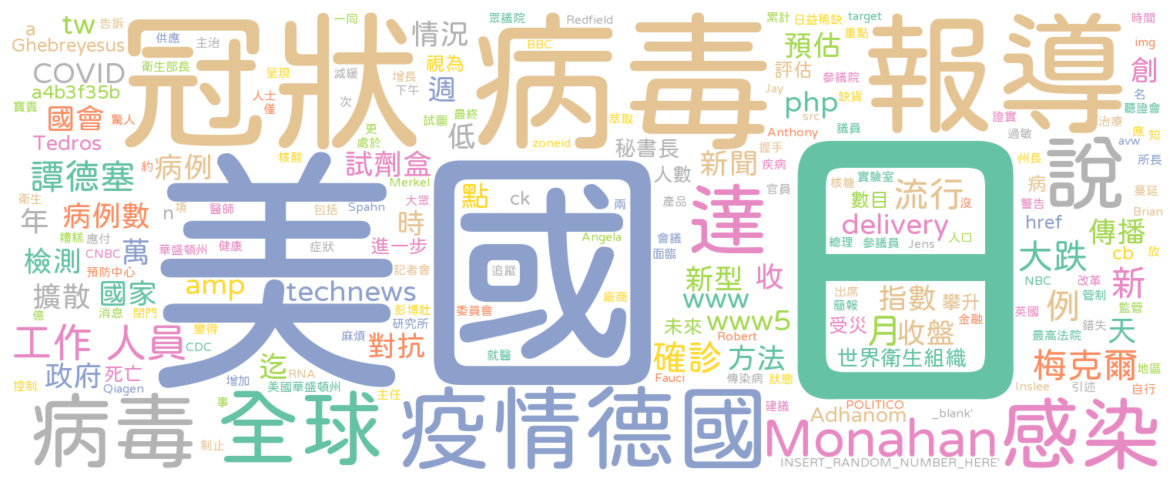 冠狀病毒報導
美國日
病毒
全球
疫情德國
Monahan
感染
說
達
a
tw
告訴
Ghebreyesus
COVID
a4b3f35b
寶貴
國會
驚人
Tedros
約
譚德塞
病例
衛生
年
病例數
n
項
糟糕
應付
CNBC
萬
檢測
預防中心
擴散
國家
消息
閉門
億
工作
人員
CDC
政府
死亡
控制
Qiagen
一同
供應
主治
衛生部長
呈現
人士
僅
減緩
次
核酸
增長
下午
更
處於
試圖
最終
情況
視為
週
低
試劑盒
Merkel
大眾
醫師
包括
Spahn
時
華盛頓州
健康
症狀
進一步
記者會
amp
technews
彭博吐
變得
麻煩
研究所
對抗
迄
RNA
增加
美國華盛頓州
主任
事
制止
眾議院
Redfield
BBC
萃取
zoneid
秘書長
人數
點
ck
兩
Angela
追蹤
委員會
廠商
就醫
會議
面臨
產品
官員
疾病
握手
新聞
Anthony
累計
日益稀缺
target
重點
預估
評估
參議院
Jay
php
缺貨
src
議員
時間
img
創
名
聽證會
證實
治療
應
知
過敏
avw
所長
州長
病
蔓延
警告
Brian
核糖
實驗室
數目
流行
沒
delivery
總理
參議員
Jens
人口
href
傳播
cb
放
大跌
NBC
改革
新
英國
例
管制
監管
最高法院
錯失
天
梅克爾
地區
Inslee
引述
自行
出席
簡報
指數
攀升
受災
月
收盤
金融
世界衛生組織
新型
收
www
未來
www5
Robert
確診
方法
Fauci
傳染病
狀態
建議
POLITICO
Adhanom
_blank'
INSERT_RANDOM_NUMBER_HERE'